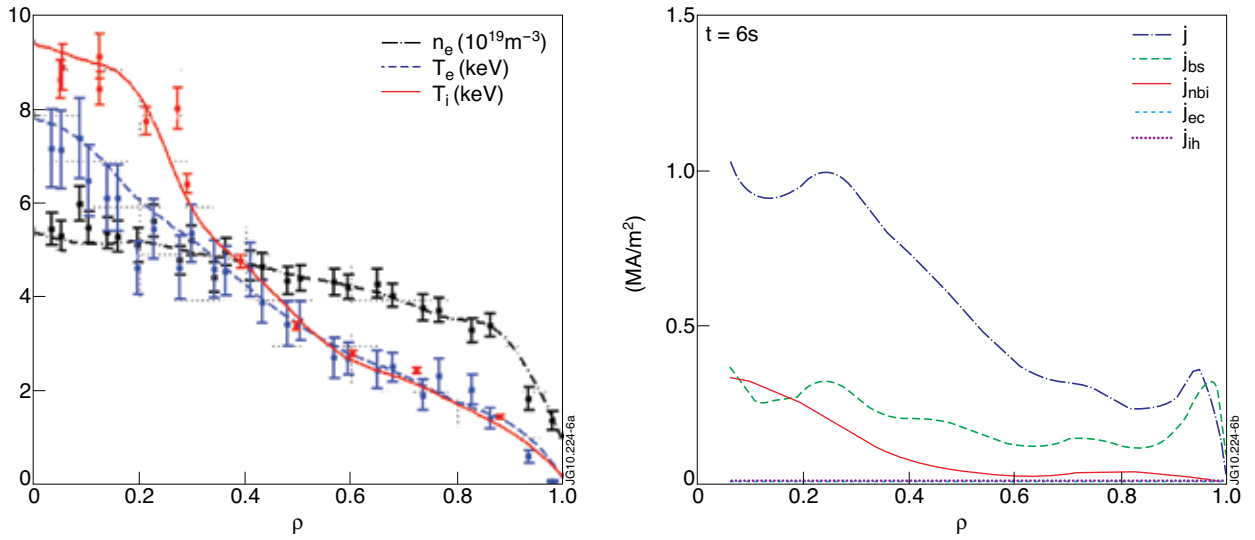 10
8
6
4
2
0
0
0.2
0.4
0.6
0.8
1.0
ρ
n_e (10^19 m^-3)
T_e (keV)
T_i (keV)
JG10.224-6a
1.5
1.0
0.5
0
0
0.2
0.4
0.6
0.8
1.0
ρ
(MA/m^2)
t = 6s
j
j_bs
j_nbi
j_ec
j_ih
JG10.224-6b